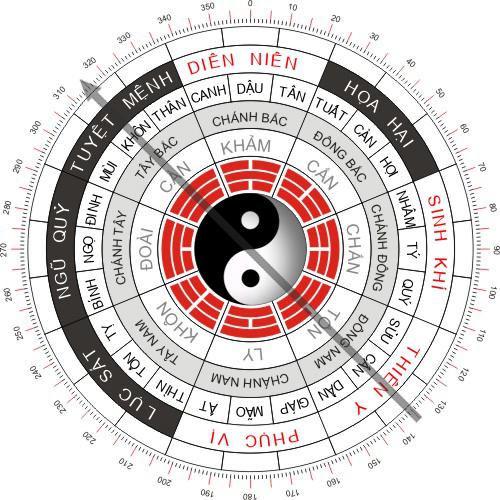 0
10
20
30
40
50
60
70
80
90
100
110
120
130
140
150
160
170
180
190
200
210
220
230
240
250
260
270
280
290
300
310
320
330
340
350
DIÊN NIÊN
HỌA HẠI
SINH KHÍ
THIÊN Y
PHỤC VỊ
LỤC SÁT
NGŨ QUỶ
TUYỆT MỆNH
CANH
DẬU
TÂN
TUẤT
CÀN
HỢI
NHÂM
TÝ
QUÝ
SỬU
CẤN
DẦN
GIÁP
MÃO
ẤT
THÌN
TỐN
TỴ
BÍNH
NGỌ
ĐINH
MÙI
KHÔN
THÂN
CHÁNH BẮC
ĐÔNG BẮC
CHÁNH ĐÔNG
ĐÔNG NAM
CHÁNH NAM
TÂY NAM
CHÁNH TÂY
TÂY BẮC
KHẢM
CẤN
CHẤN
TỐN
LY
KHÔN
ĐOÀI
CÀN